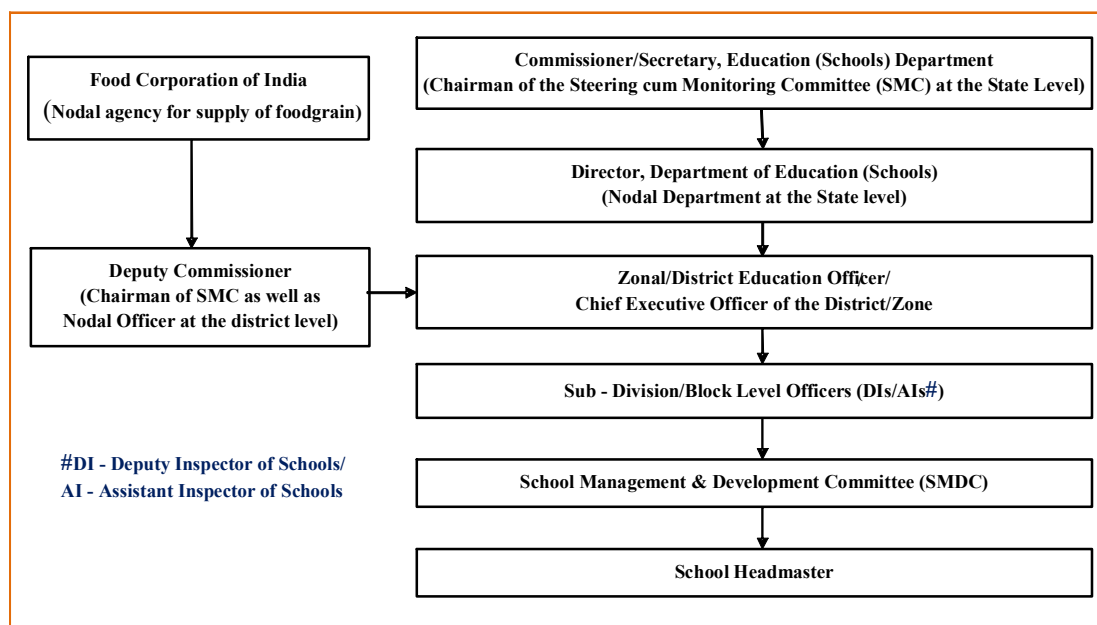 Food Corporation of India
(Nodal agency for supply of foodgrain)
Commissioner/Secretary, Education (Schools) Department
(Chairman of the Steering cum Monitoring Committee (SMC) at the State Level)
Director, Department of Education (Schools)
(Nodal Department at the State level)
Deputy Commissioner
(Chairman of SMC as well as
Nodal Officer at the district level)
Zonal/District Education Officer/
Chief Executive Officer of the District/Zone
Sub - Division/Block Level Officers (DIs/AIs#)
#DI - Deputy Inspector of Schools/
AI - Assistant Inspector of Schools
School Management & Development Committee (SMDC)
School Headmaster